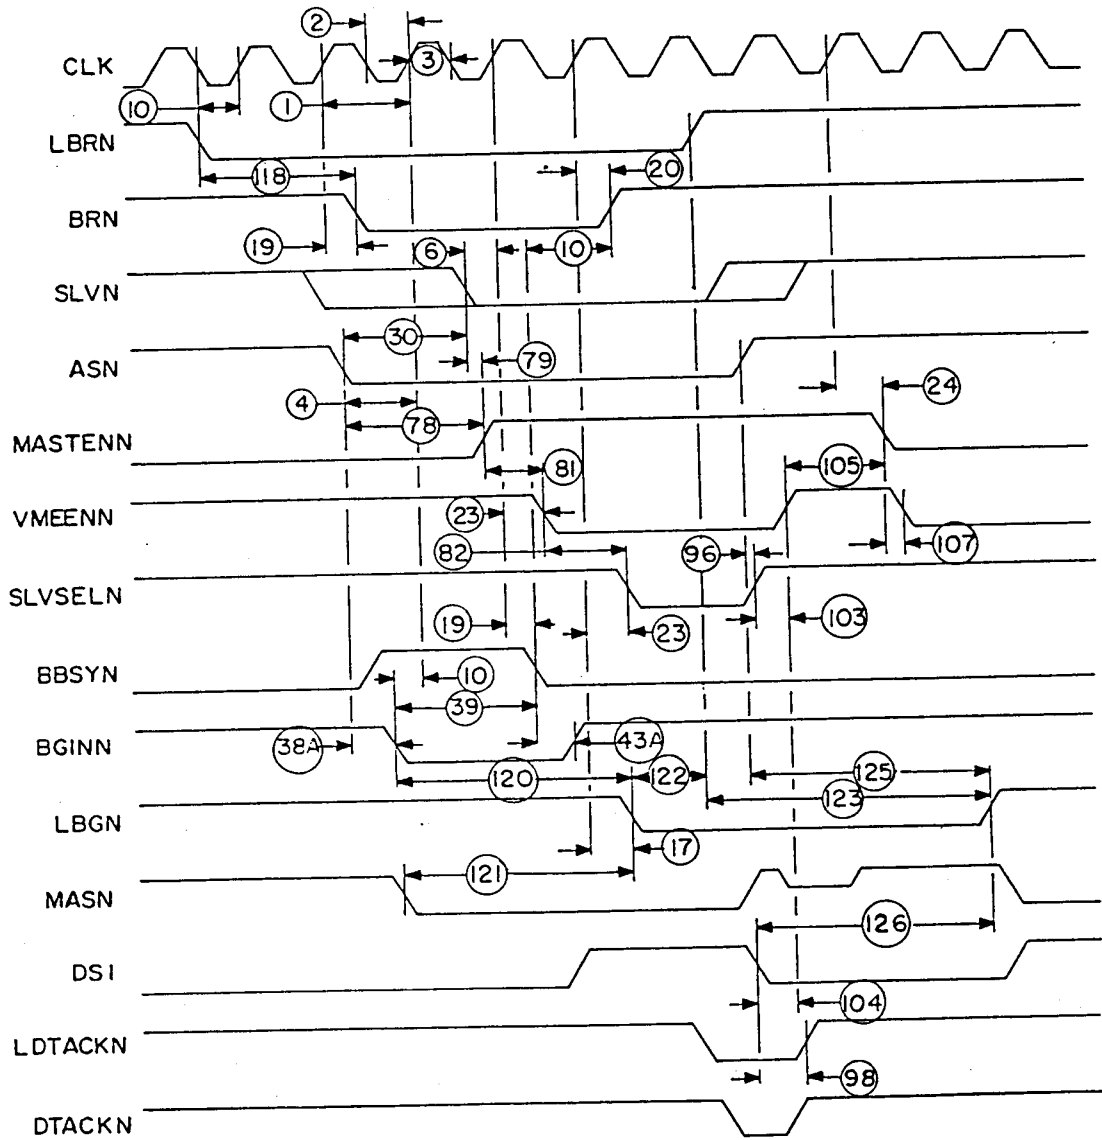 2
CLK
3
10
1
LBRN
118
20
BRN
19
6
10
SLVN
30
79
ASN
4
78
24
MASTENN
81
105
VMEENN
23
82
96
107
SLVSELN
19
23
103
BBSYN
10
39
BGINN
38A
43A
120
122
125
123
LBGN
17
121
MASN
126
DS1
104
LDTACKN
98
DTACKN